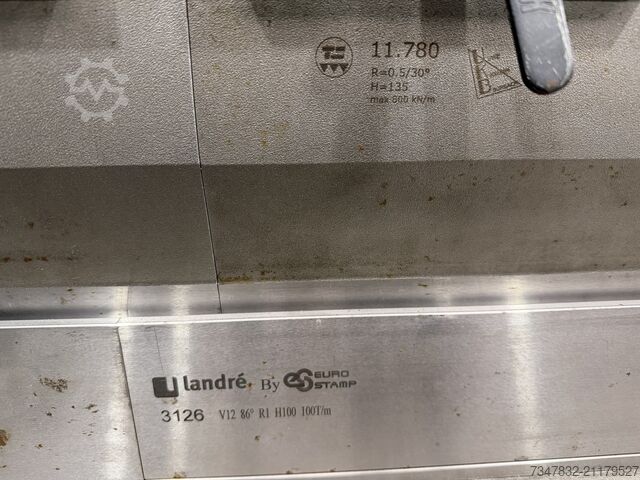 TS
11.780
R=0.5/30°
H=135
max 800 kN/m
landré. By EURO STAMP
3126 V12 86° R1 H100 100T/m
7347832-21179527